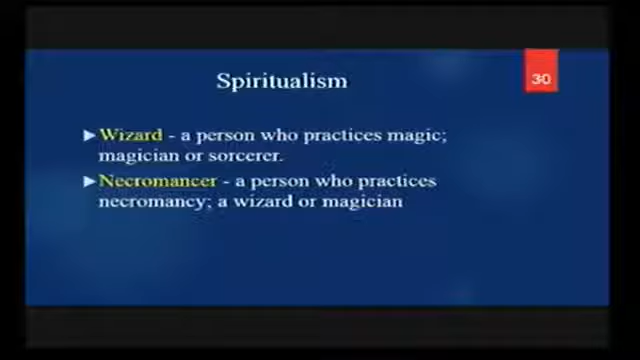 Spiritualism
30
►Wizard - a person who practices magic;
magician or sorcerer.
►Necromancer - a person who practices
necromancy; a wizard or magician